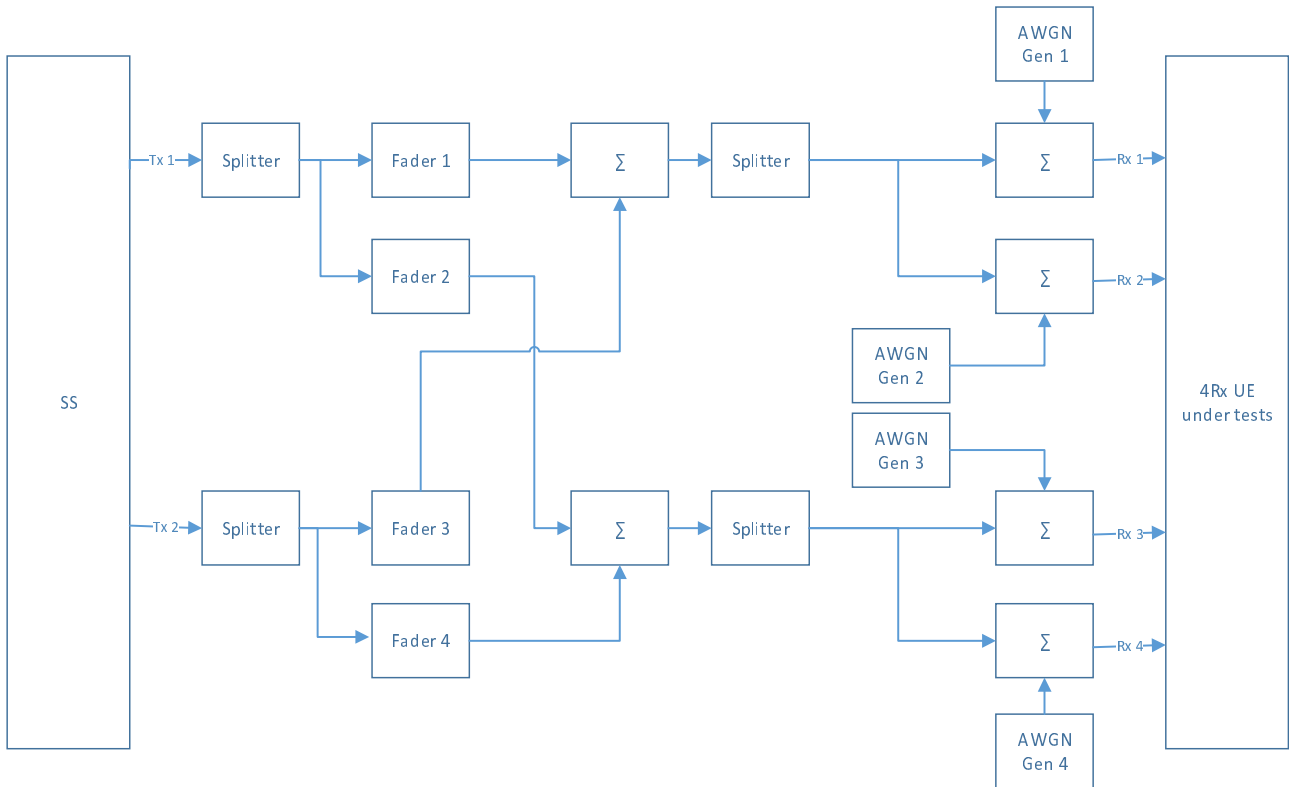 AWGN
Gen 1
Tx 1
Splitter
Fader 1
∑
Splitter
∑
Rx 1
Fader 2
∑
Rx 2
AWGN
Gen 2
SS
4Rx UE
under tests
AWGN
Gen 3
Tx 2
Splitter
Fader 3
∑
Splitter
∑
Rx 3
Fader 4
∑
Rx 4
AWGN
Gen 4